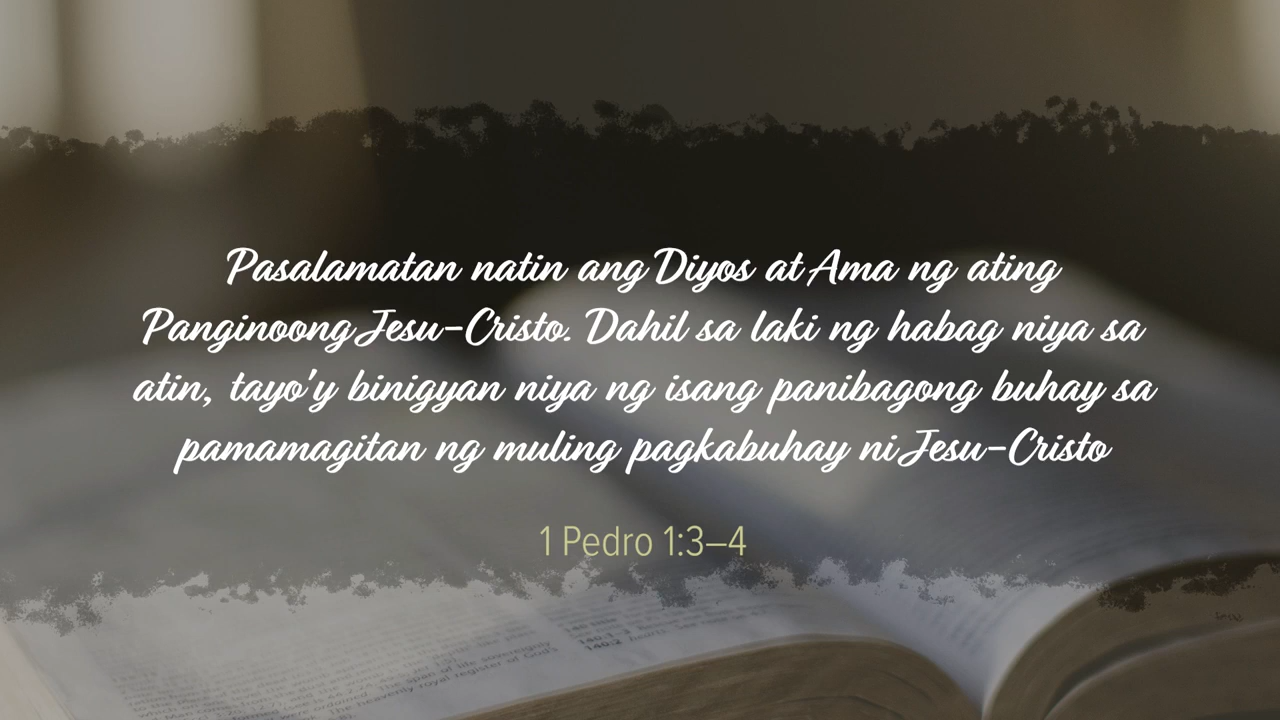 Pasalamatan natin ang Diyos at Ama ng ating
Panginoong Jesu-Cristo. Dahil sa laki ng habag niya sa
atin, tayo'y binigyan niya ng isang panibagong buhay sa
pamamagitan ng muling pagkabuhay ni Jesu-Cristo
1 Pedro 1:3–4